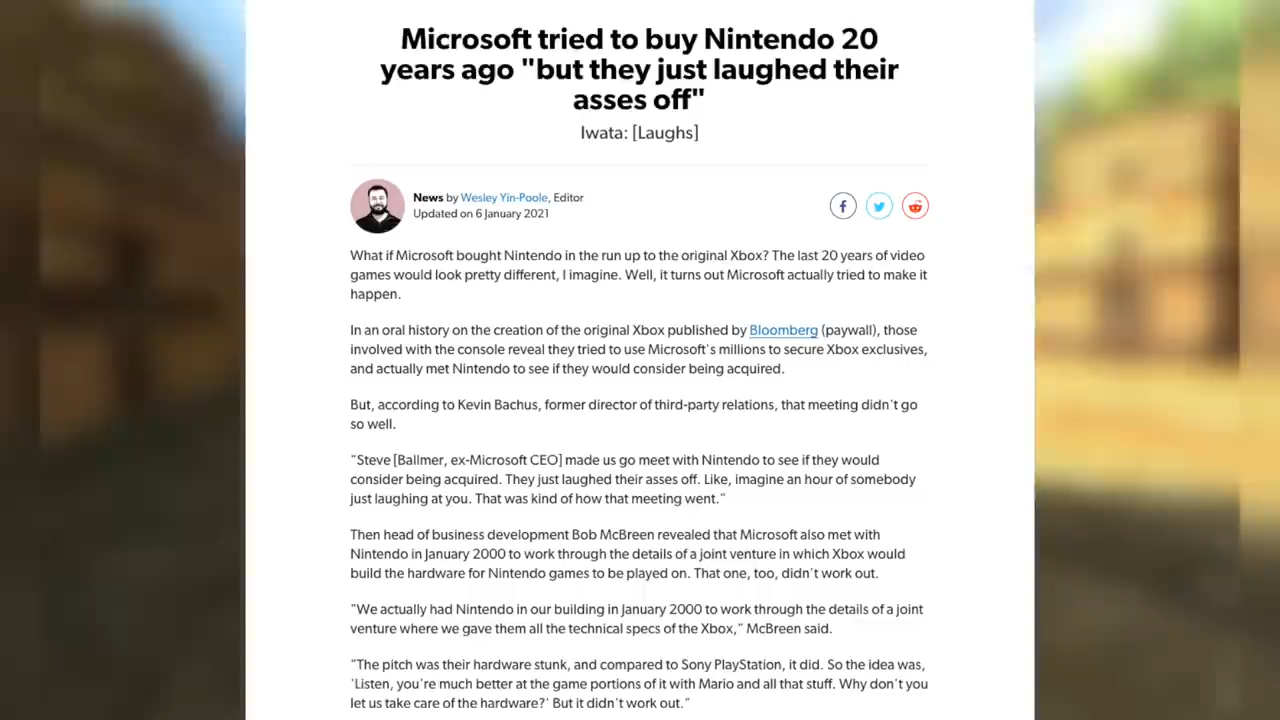 Microsoft tried to buy Nintendo 20
years ago "but they just laughed their
asses off"
Iwata: [Laughs]
News by Wesley Yin-Poole, Editor
Updated on 6 January 2021
What if Microsoft bought Nintendo in the run up to the original Xbox? The last 20 years of video
games would look pretty different, I imagine. Well, it turns out Microsoft actually tried to make it
happen.
In an oral history on the creation of the original Xbox published by Bloomberg (paywall), those
involved with the console reveal they tried to use Microsoft's millions to secure Xbox exclusives,
and actually met Nintendo to see if they would consider being acquired.
But, according to Kevin Bachus, former director of third-party relations, that meeting didn't go
so well.
"Steve [Ballmer, ex-Microsoft CEO] made us go meet with Nintendo to see if they would
consider being acquired. They just laughed their asses off. Like, imagine an hour of somebody
just laughing at you. That was kind of how that meeting went."
Then head of business development Bob McBreen revealed that Microsoft also met with
Nintendo in January 2000 to work through the details of a joint venture in which Xbox would
build the hardware for Nintendo games to be played on. That one, too, didn't work out.
"We actually had Nintendo in our building in January 2000 to work through the details of a joint
venture where we gave them all the technical specs of the Xbox," McBreen said.
"The pitch was their hardware stunk, and compared to Sony PlayStation, it did. So the idea was,
'Listen, you're much better at the game portions of it with Mario and all that stuff. Why don't you
let us take care of the hardware?' But it didn't work out."